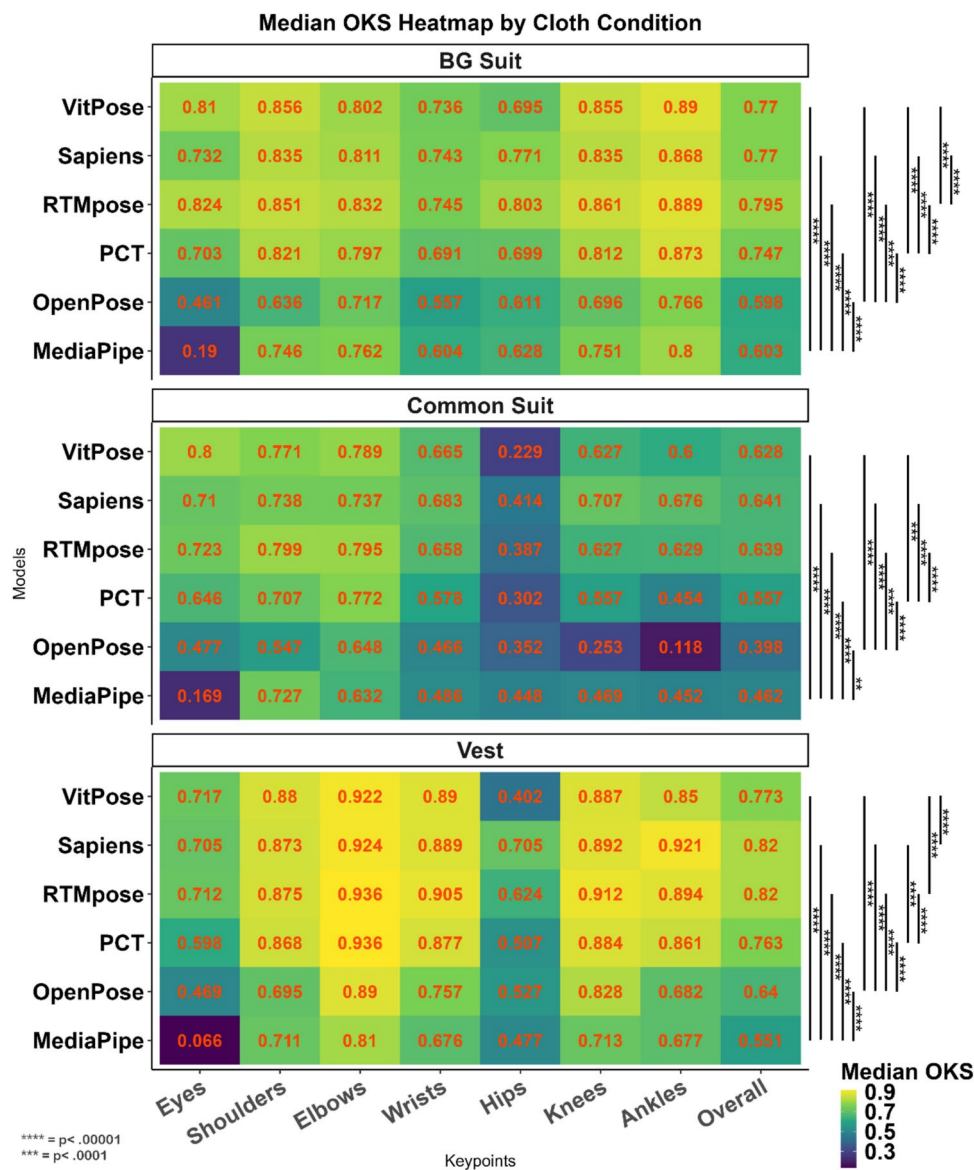 Median OKS Heatmap by Cloth Condition
BG Suit
VitPose 0.81 0.856 0.802 0.736 0.695 0.855 0.89 0.77
Sapiens 0.732 0.835 0.811 0.743 0.771 0.835 0.868 0.77
RTMpose 0.824 0.851 0.832 0.745 0.803 0.861 0.889 0.795
PCT 0.703 0.821 0.797 0.691 0.699 0.812 0.873 0.747
OpenPose 0.461 0.636 0.717 0.557 0.611 0.696 0.766 0.598
MediaPipe 0.19 0.746 0.762 0.604 0.628 0.751 0.8 0.603
**** **** **** **** **** **** **** **** **** **** **** **** **** ****
Common Suit
VitPose 0.8 0.771 0.789 0.665 0.229 0.627 0.6 0.628
Sapiens 0.71 0.738 0.737 0.683 0.414 0.707 0.676 0.641
RTMpose 0.723 0.799 0.795 0.658 0.387 0.627 0.629 0.639
PCT 0.646 0.707 0.772 0.578 0.302 0.557 0.454 0.557
OpenPose 0.477 0.547 0.648 0.466 0.352 0.253 0.118 0.398
MediaPipe 0.169 0.727 0.632 0.486 0.448 0.469 0.452 0.462
**** **** **** **** ** **** **** **** **** *** *** ****
Models
Vest
VitPose 0.717 0.88 0.922 0.89 0.402 0.887 0.85 0.773
Sapiens 0.705 0.873 0.924 0.889 0.705 0.892 0.921 0.82
RTMpose 0.712 0.875 0.936 0.905 0.624 0.912 0.894 0.82
PCT 0.598 0.868 0.936 0.877 0.507 0.884 0.861 0.763
OpenPose 0.469 0.695 0.89 0.757 0.527 0.828 0.682 0.64
MediaPipe 0.066 0.711 0.81 0.676 0.477 0.713 0.677 0.551
**** **** **** **** **** **** **** **** **** **** **** **** ****
Eyes Shoulders Elbows Wrists Hips Knees Ankles Overall
Keypoints
Median OKS
0.9
0.7
0.5
0.3
**** = p< .00001
*** = p< .0001